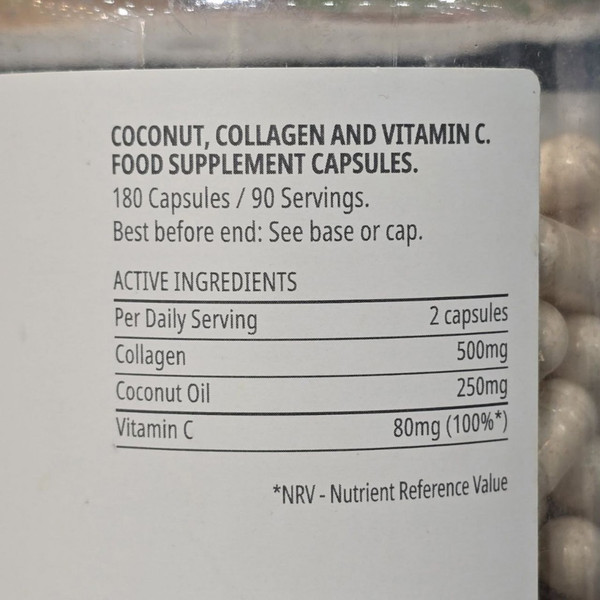 COCONUT, COLLAGEN AND VITAMIN C.
FOOD SUPPLEMENT CAPSULES.
180 Capsules / 90 Servings.
Best before end: See base or cap.
ACTIVE INGREDIENTS
Per Daily Serving 2 capsules
Collagen 500mg
Coconut Oil 250mg
Vitamin C 80mg (100%*)
*NRV - Nutrient Reference Value